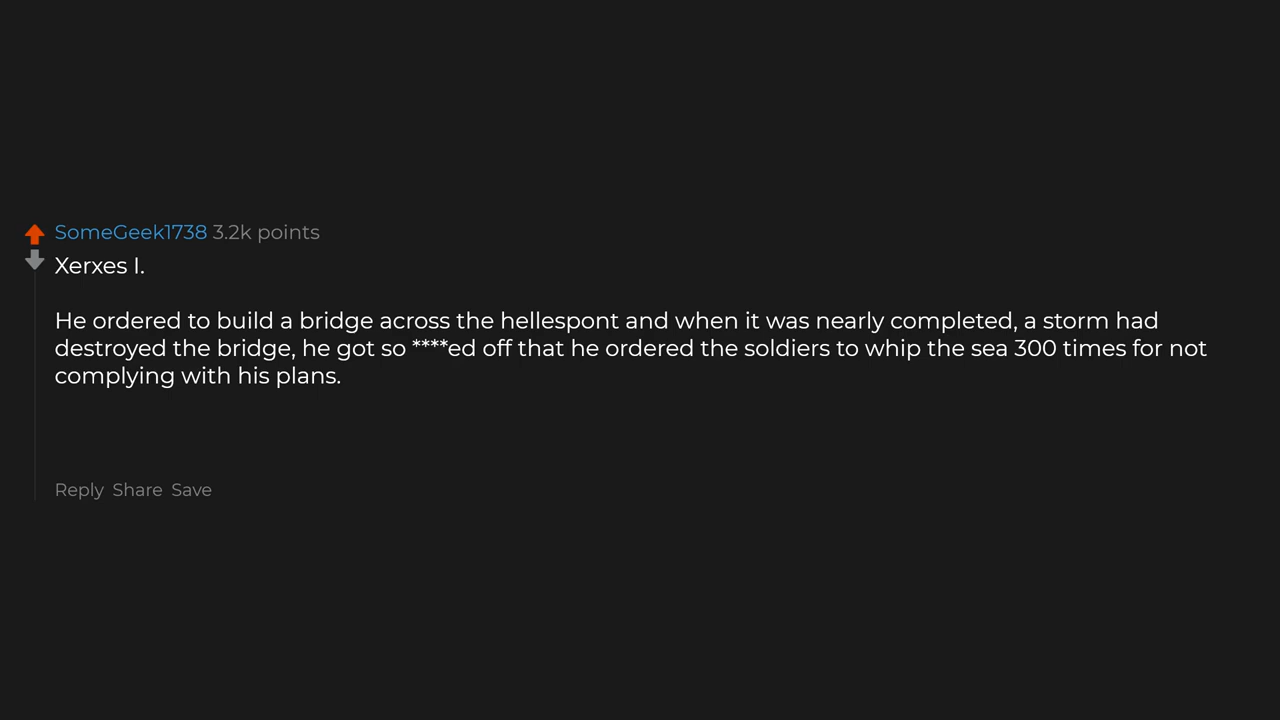 SomeGeek1738 3.2k points
Xerxes I.
He ordered to build a bridge across the hellespont and when it was nearly completed, a storm had
destroyed the bridge, he got so ****ed off that he ordered the soldiers to whip the sea 300 times for not
complying with his plans.
Reply Share Save